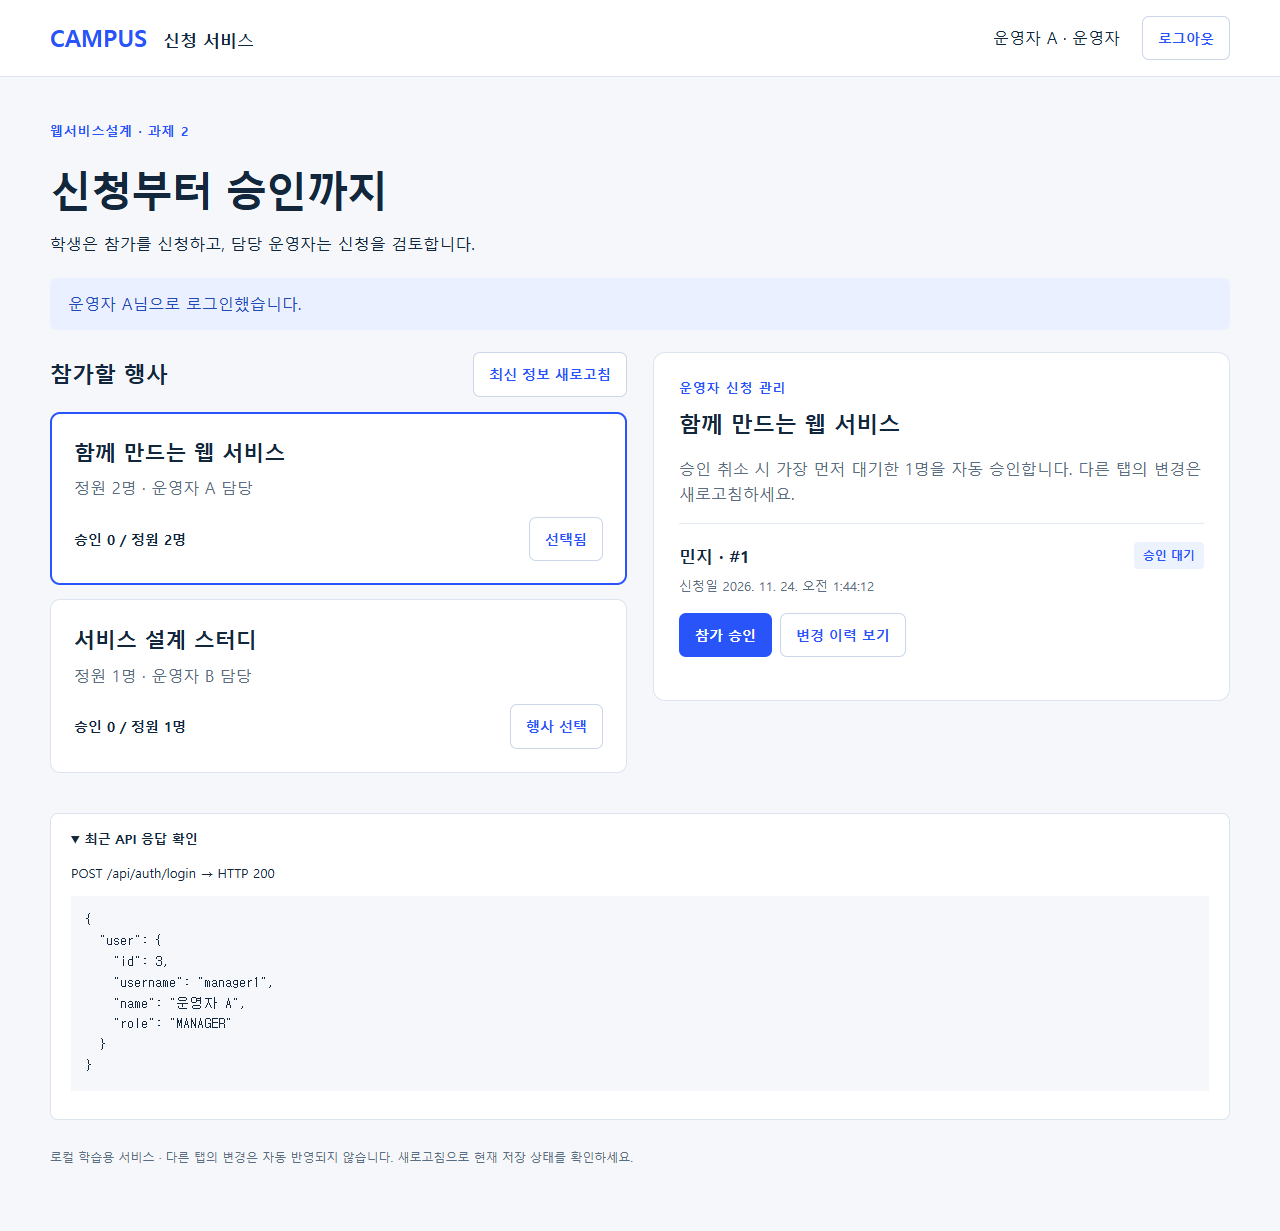 CAMPUS 신청 서비스
운영자 A · 운영자
로그아웃
웹서비스설계 · 과제 2
신청부터 승인까지
학생은 참가를 신청하고, 담당 운영자는 신청을 검토합니다.
운영자 A님으로 로그인했습니다.
참가할 행사
최신 정보 새로고침
함께 만드는 웹 서비스
정원 2명 · 운영자 A 담당
승인 0 / 정원 2명
선택됨
서비스 설계 스터디
정원 1명 · 운영자 B 담당
승인 0 / 정원 1명
행사 선택
운영자 신청 관리
함께 만드는 웹 서비스
승인 취소 시 가장 먼저 대기한 1명을 자동 승인합니다. 다른 탭의 변경은
새로고침하세요.
민지 · #1
승인 대기
신청일 2026. 11. 24. 오전 1:44:12
참가 승인
변경 이력 보기
▼ 최근 API 응답 확인
POST /api/auth/login → HTTP 200
{
  "user": {
    "id": 3,
    "username": "manager1",
    "name": "운영자 A",
    "role": "MANAGER"
  }
}
로컬 학습용 서비스 · 다른 탭의 변경은 자동 반영되지 않습니다. 새로고침으로 현재 저장 상태를 확인하세요.